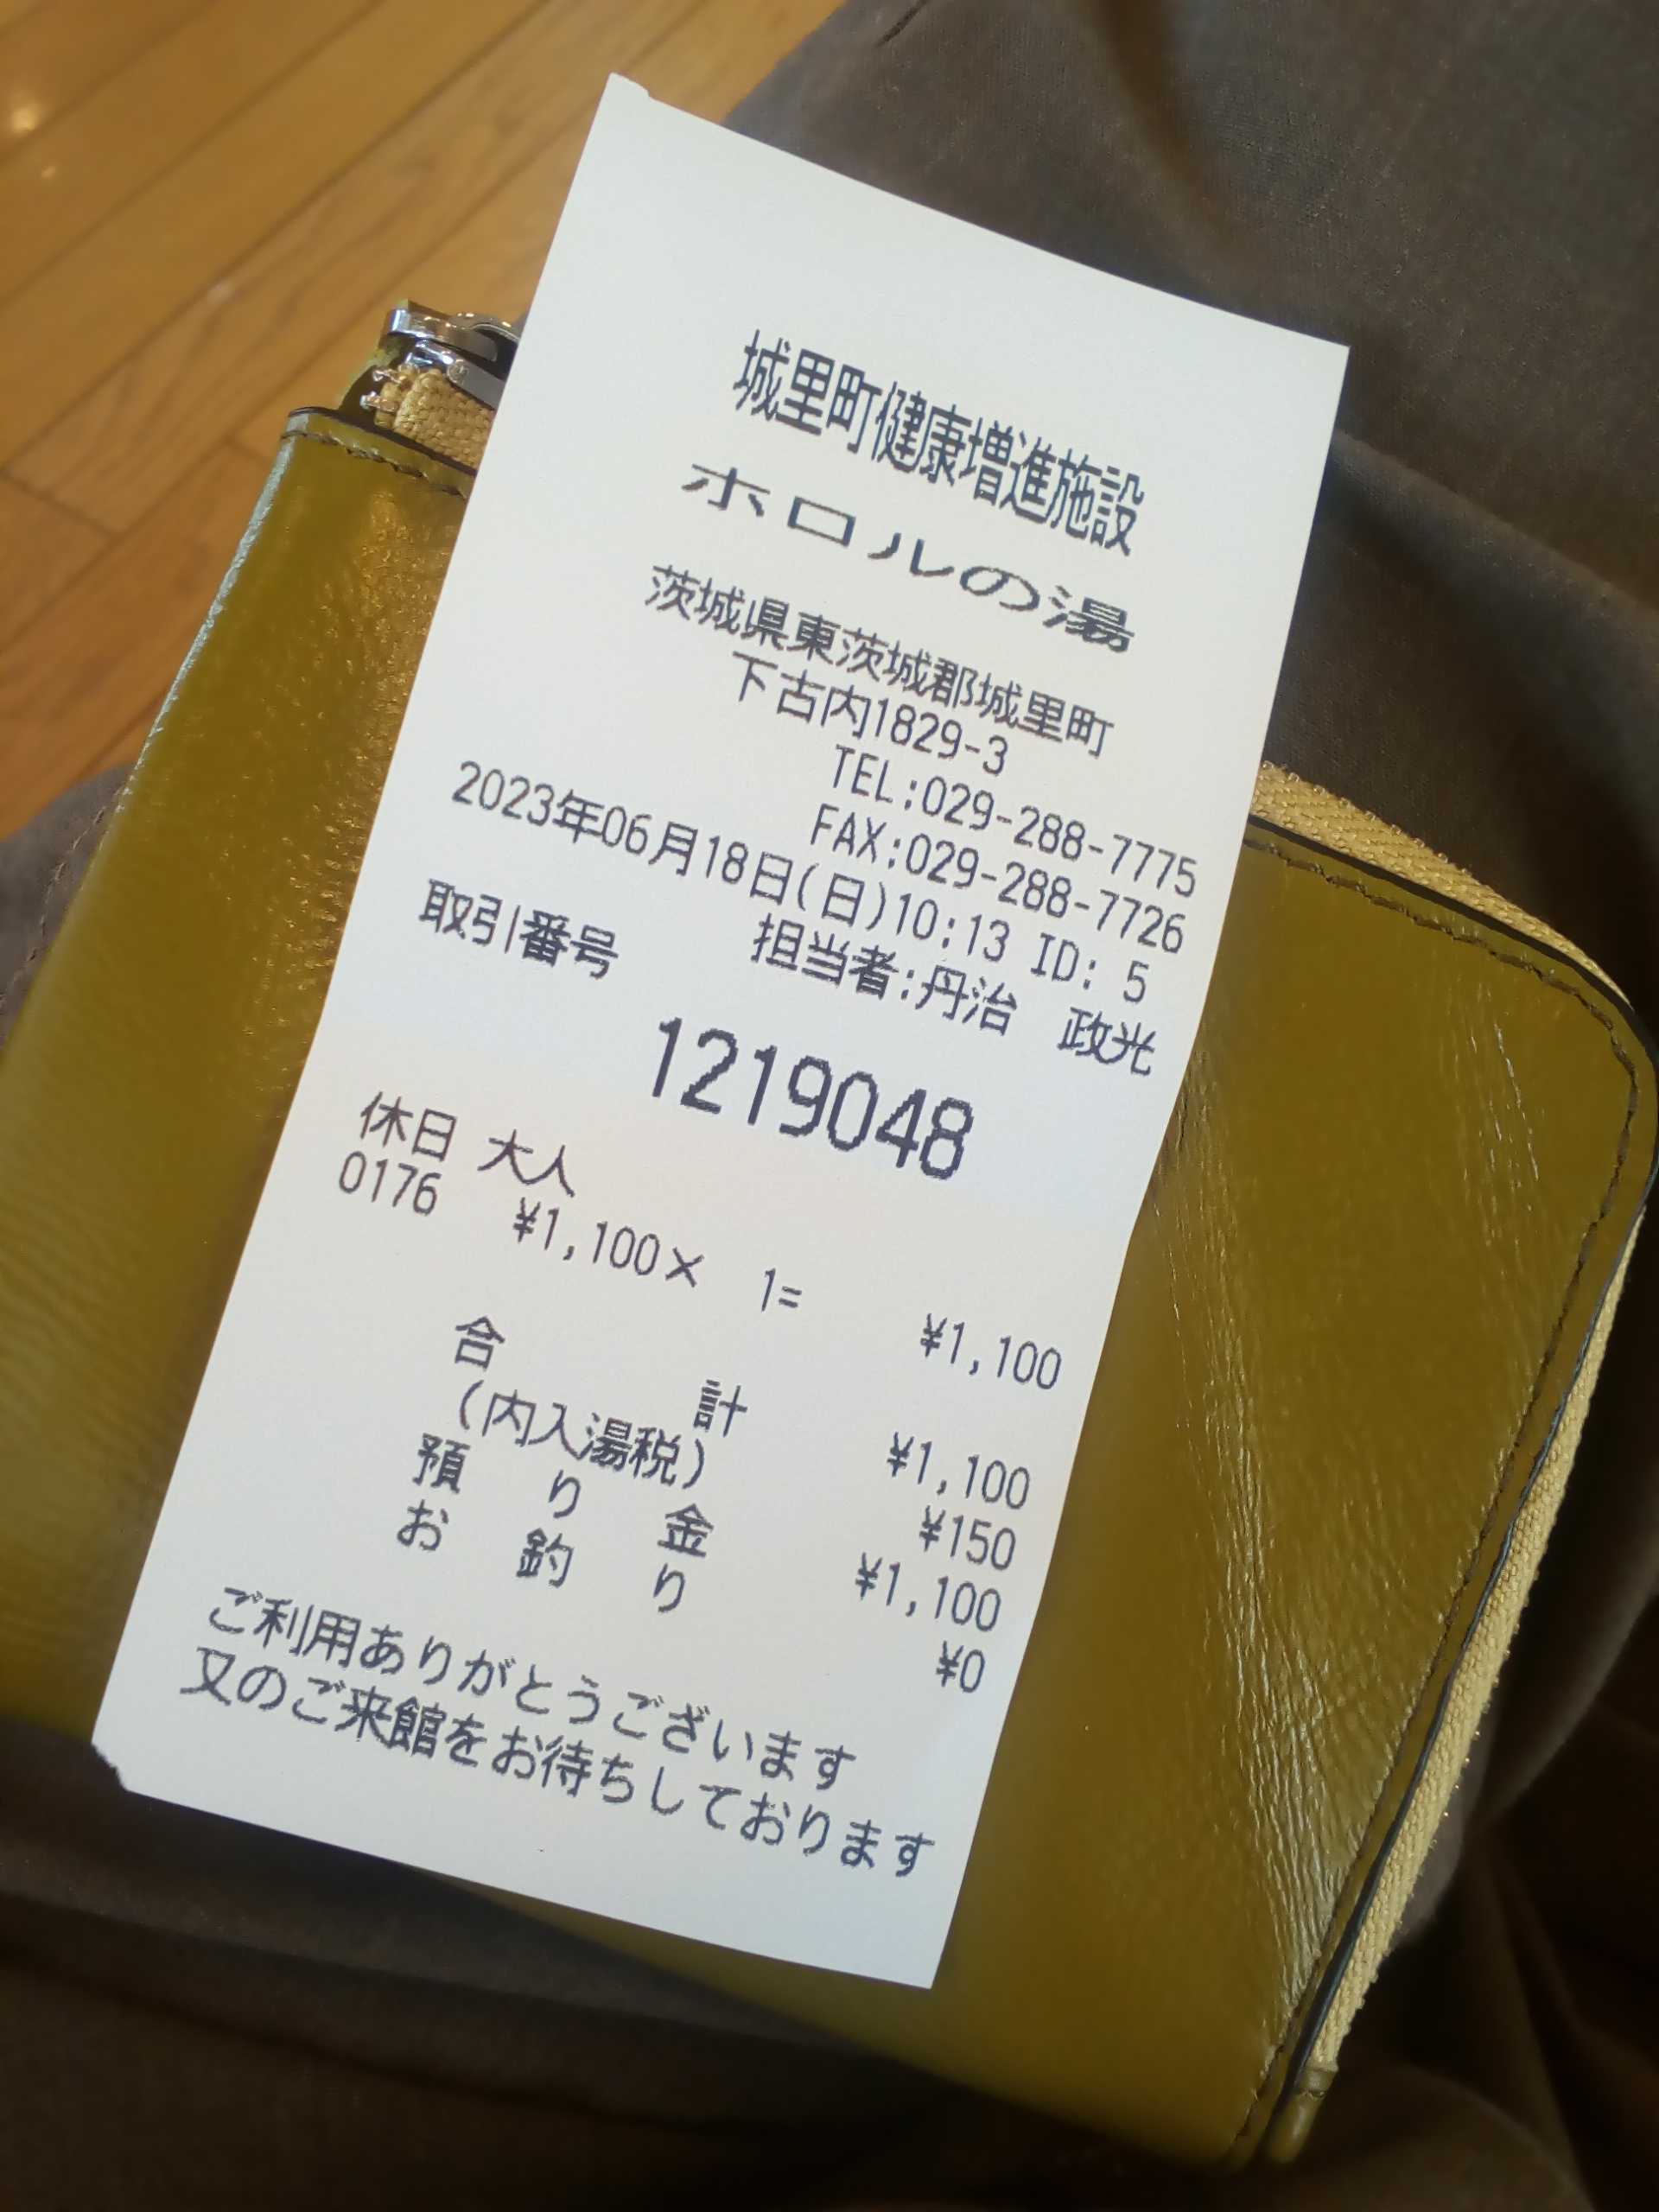 城里町健康増進施設
ホロルの湯
茨城県東茨城郡城里町
下古内1829-3
TEL:029-288-7775
FAX:029-288-7726
2023年06月18日(日)10:13 ID: 5
取引番号 担当者:丹治 政光
1219048
休日 大人
0176 ¥1,100× 1= ¥1,100
合計 ¥1,100
(内入湯税) ¥150
預り金 ¥1,100
お釣り ¥0
ご利用ありがとうございます
又のご来館をお待ちしております